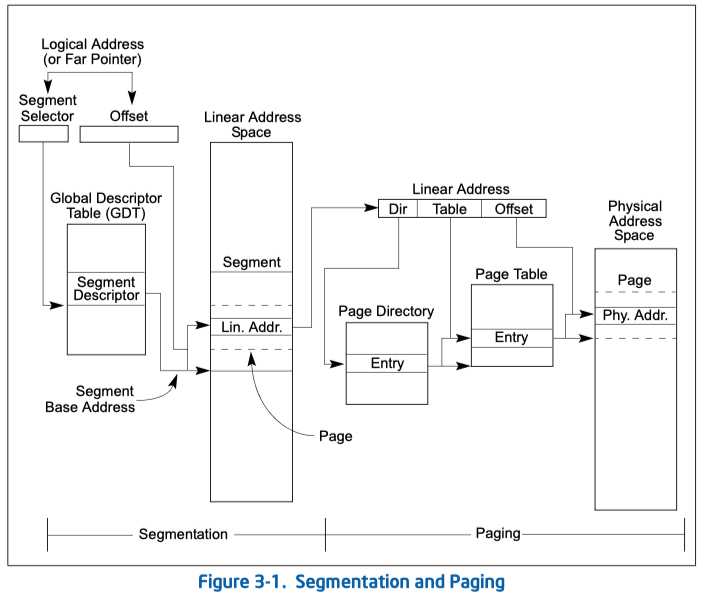 Logical Address
(or Far Pointer)
Segment
Selector
Offset
Linear Address
Space
Global Descriptor
Table (GDT)
Segment
Descriptor
Segment
Lin. Addr.
Segment
Base Address
Page
Linear Address
Dir
Table
Offset
Physical
Address
Space
Page Table
Page Directory
Entry
Entry
Page
Phy. Addr.
Segmentation
Paging
Figure 3-1. Segmentation and Paging